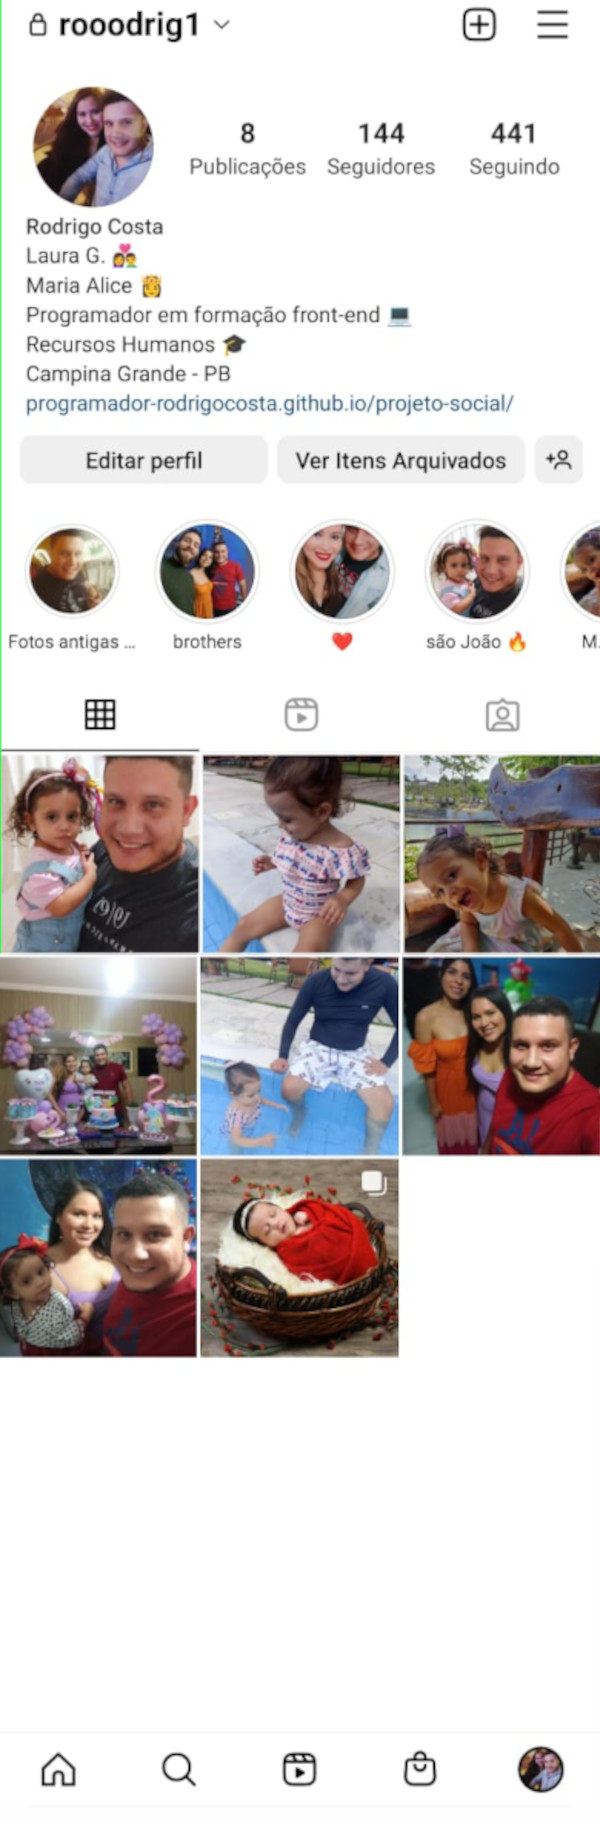 rooodrig1
8 144 441
Publicações Seguidores Seguindo
Rodrigo Costa
Laura G. 💑
Maria Alice 👸
Programador em formação front-end 💻
Recursos Humanos 🎓
Campina Grande - PB
programador-rodrigocosta.github.io/projeto-social/
Editar perfil Ver Itens Arquivados
Fotos antigas ... brothers ❤️ são João 🔥 M.